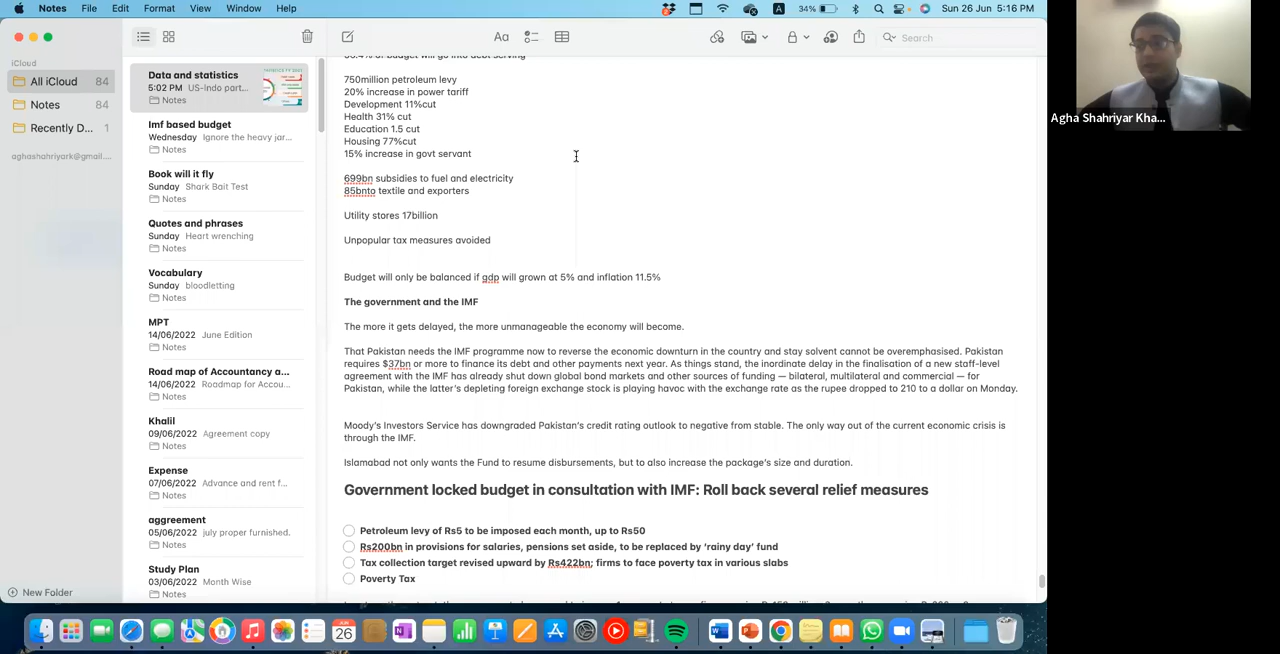 Notes File Edit Format View Window Help
34% Sun 26 Jun 5:16 PM
Aa
Search
iCloud
All iCloud 84
Notes 84
Recently D... 1
aghashahriyark@gmail....
New Folder
Data and statistics
5:02 PM US-Indo part...
Notes
Imf based budget
Wednesday Ignore the heavy jar...
Notes
Book will it fly
Sunday Shark Bait Test
Notes
Quotes and phrases
Sunday Heart wrenching
Notes
Vocabulary
Sunday bloodletting
Notes
MPT
14/06/2022 June Edition
Notes
Road map of Accountancy a...
14/06/2022 Roadmap for Accou...
Notes
Khalil
09/06/2022 Agreement copy
Notes
Expense
07/06/2022 Advance and rent f...
Notes
aggreement
05/06/2022 july proper furnished.
Notes
Study Plan
03/06/2022 Month Wise
Notes
of budget will go into debt serving
750million petroleum levy
20% increase in power tariff
Development 11%cut
Health 31% cut
Education 1.5 cut
Housing 77%cut
15% increase in govt servant
699bn subsidies to fuel and electricity
85bnto textile and exporters
Utility stores 17billion
Unpopular tax measures avoided
Budget will only be balanced if gdp will grown at 5% and inflation 11.5%
The government and the IMF
The more it gets delayed, the more unmanageable the economy will become.
That Pakistan needs the IMF programme now to reverse the economic downturn in the country and stay solvent cannot be overemphasised. Pakistan
requires $37bn or more to finance its debt and other payments next year. As things stand, the inordinate delay in the finalisation of a new staff-level
agreement with the IMF has already shut down global bond markets and other sources of funding — bilateral, multilateral and commercial — for
Pakistan, while the latter's depleting foreign exchange stock is playing havoc with the exchange rate as the rupee dropped to 210 to a dollar on Monday.
Moody's Investors Service has downgraded Pakistan's credit rating outlook to negative from stable. The only way out of the current economic crisis is
through the IMF.
Islamabad not only wants the Fund to resume disbursements, but to also increase the package's size and duration.
Government locked budget in consultation with IMF: Roll back several relief measures
Petroleum levy of Rs5 to be imposed each month, up to Rs50
Rs200bn in provisions for salaries, pensions set aside, to be replaced by 'rainy day' fund
Tax collection target revised upward by Rs422bn; firms to face poverty tax in various slabs
Poverty Tax
Agha Shahriyar Kha...
JUN
26